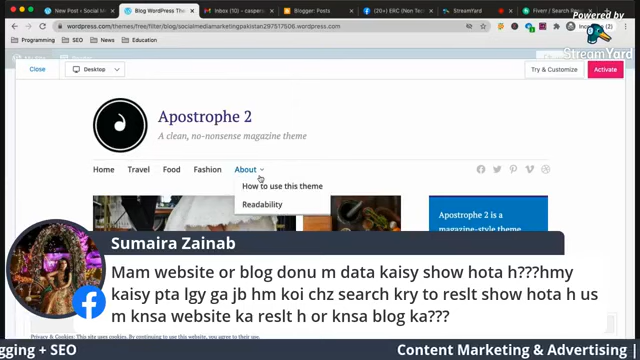 New Post ‹ Social M
Blog WordPress The
Inbox (10) - casperc
Blogger: Posts
(20+) ERC (Non Te
StreamYard
Fiverr / Search Re
wordpress.com/themes/free/filter/blog/socialmediamarketingpakistan297517506.wordpress.com
Powered by
Programming
SEO
News
Education
StreamYard
Close
Desktop
Try & Customize
Activate
Apostrophe 2
A clean, no-nonsense magazine theme
Home Travel Food Fashion About
How to use this theme
Readability
Apostrophe 2 is a
magazine-style theme
Sumaira Zainab
Mam website or blog donu m data kaisy show hota h???hmy
kaisy pta lgy ga jb hm koi chz search kry to reslt show hota h us
m knsa website ka reslt h or knsa blog ka???
Privacy & Cookies: This site uses cookies. By continuing to use this website, you agree to their use.
gging + SEO
Content Marketing & Advertising |